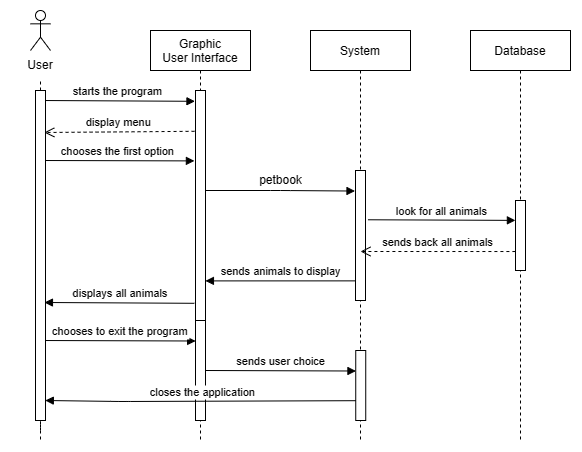 Graphic
User Interface
System
Database
User
starts the program
display menu
chooses the first option
petbook
look for all animals
sends back all animals
sends animals to display
displays all animals
chooses to exit the program
sends user choice
closes the application